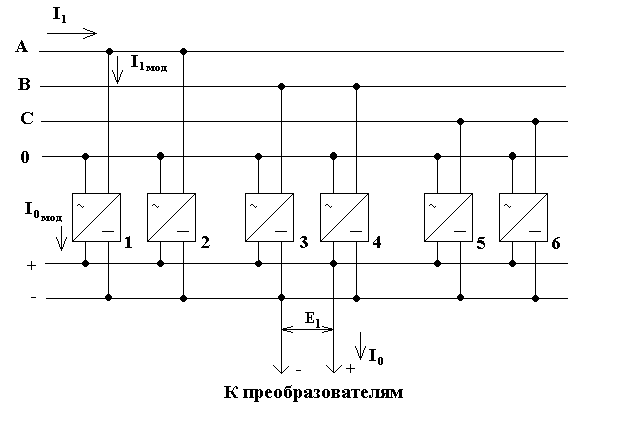 I1
А
I1мод
В
С
0
~ ~ ~ ~ ~ ~
I0мод
1 2 3 4 5 6
+
-
E1
I0
- +
К преобразователям